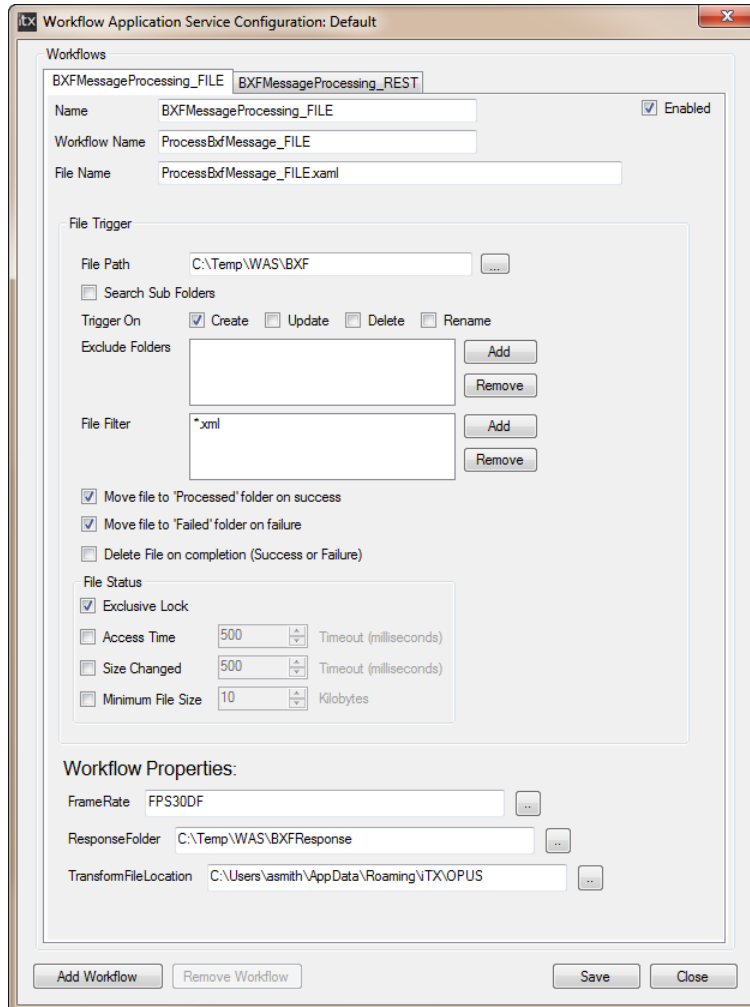 itx Workflow Application Service Configuration: Default
Workflows
BXFMessageProcessing_FILE BXFMessageProcessing_REST
Name BXFMessageProcessing_FILE Enabled
Workflow Name ProcessBxfMessage_FILE
File Name ProcessBxfMessage_FILE.xaml
File Trigger
File Path C:\Temp\WAS\BXF ...
Search Sub Folders
Trigger On Create Update Delete Rename
Exclude Folders Add
Remove
File Filter *.xml Add
Remove
Move file to 'Processed' folder on success
Move file to 'Failed' folder on failure
Delete File on completion (Success or Failure)
File Status
Exclusive Lock
Access Time 500 Timeout (milliseconds)
Size Changed 500 Timeout (milliseconds)
Minimum File Size 10 Kilobytes
Workflow Properties:
FrameRate FPS30DF ..
ResponseFolder C:\Temp\WAS\BXFResponse ..
TransformFileLocation C:\Users\asmith\AppData\Roaming\iTX\OPUS ..
Add Workflow Remove Workflow Save Close